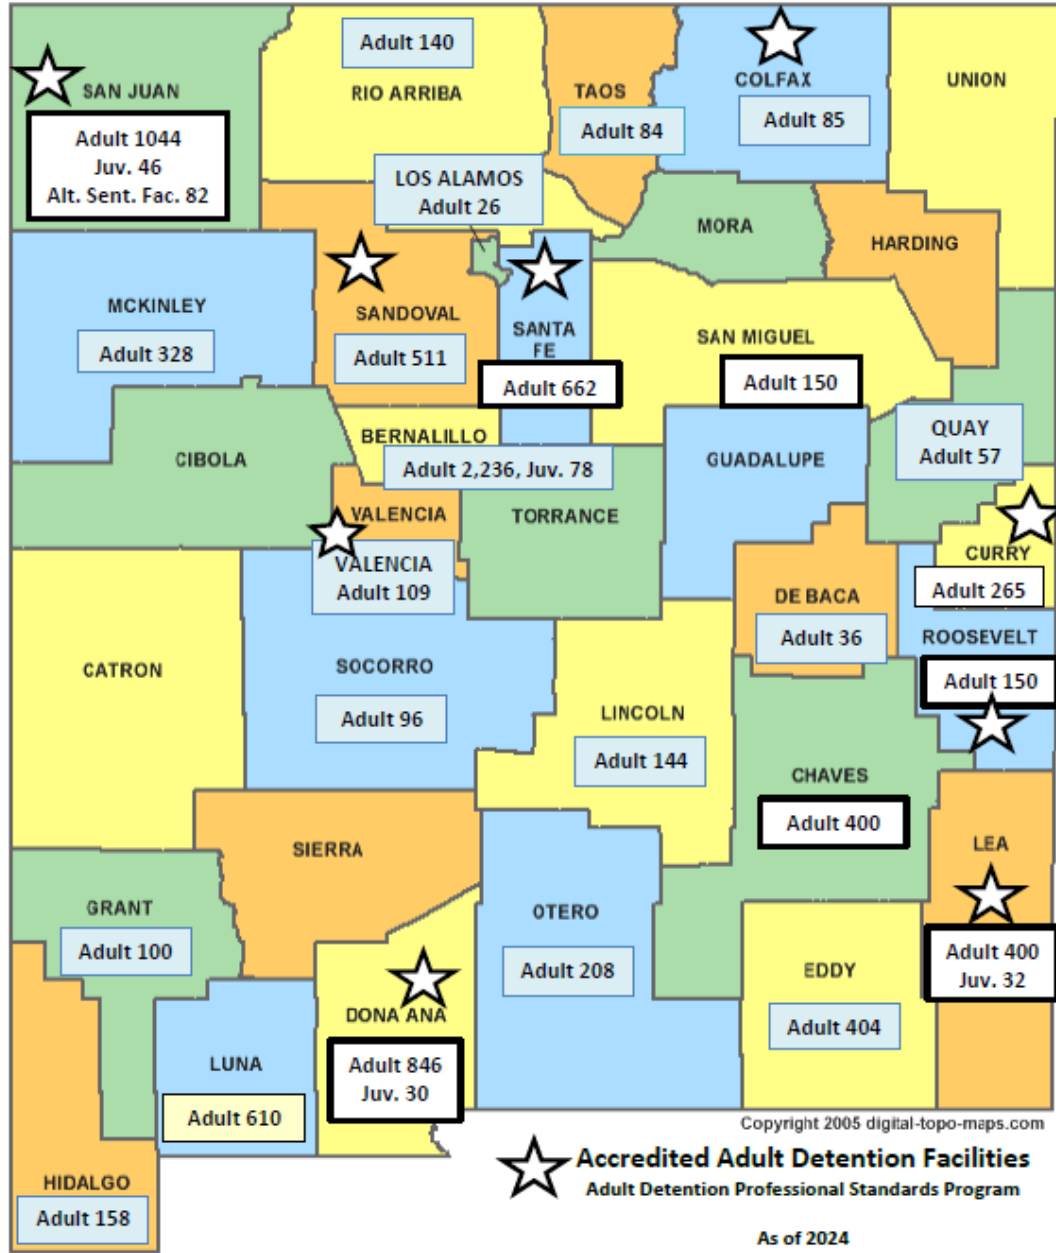 Adult 140
SAN JUAN
RIO ARRIBA
TAOS
COLFAX
UNION
Adult 1044
Juv. 46
Alt. Sent. Fac. 82
Adult 84
Adult 85
LOS ALAMOS
Adult 26
MORA
HARDING
MCKINLEY
Adult 328
SANDOVAL
Adult 511
SANTA
FE
Adult 662
SAN MIGUEL
Adult 150
BERNALILLO
Adult 2,236, Juv. 78
CIBOLA
GUADALUPE
QUAY
Adult 57
VALENCIA
TORRANCE
VALENCIA
Adult 109
CURRY
Adult 265
DE BACA
Adult 36
ROOSEVELT
Adult 150
CATRON
SOCORRO
Adult 96
LINCOLN
Adult 144
CHAVES
Adult 400
SIERRA
LEA
Adult 400
Juv. 32
GRANT
Adult 100
OTERO
Adult 208
EDDY
Adult 404
DONA ANA
Adult 846
Juv. 30
LUNA
Adult 610
HIDALGO
Adult 158
Copyright 2005 digital-topo-maps.com
Accredited Adult Detention Facilities
Adult Detention Professional Standards Program
As of 2024